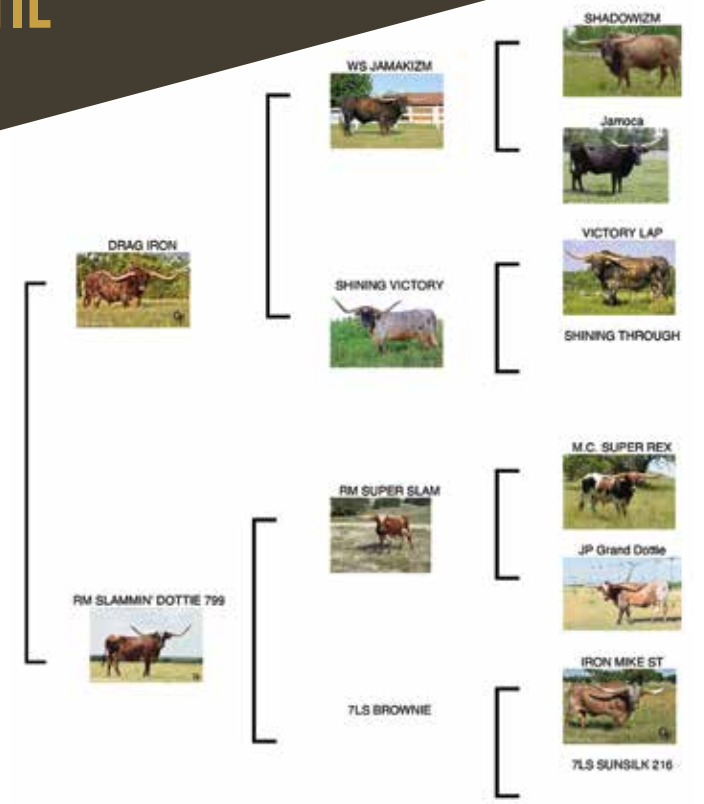 SHADOWIZM
WS JAMAKIZM
Jamoca
DRAG IRON
VICTORY LAP
SHINING VICTORY
SHINING THROUGH
M.C. SUPER REX
RM SUPER SLAM
JP Grand Dottie
RM SLAMMIN' DOTTIE 799
IRON MIKE ST
7LS BROWNIE
7LS SUNSILK 216